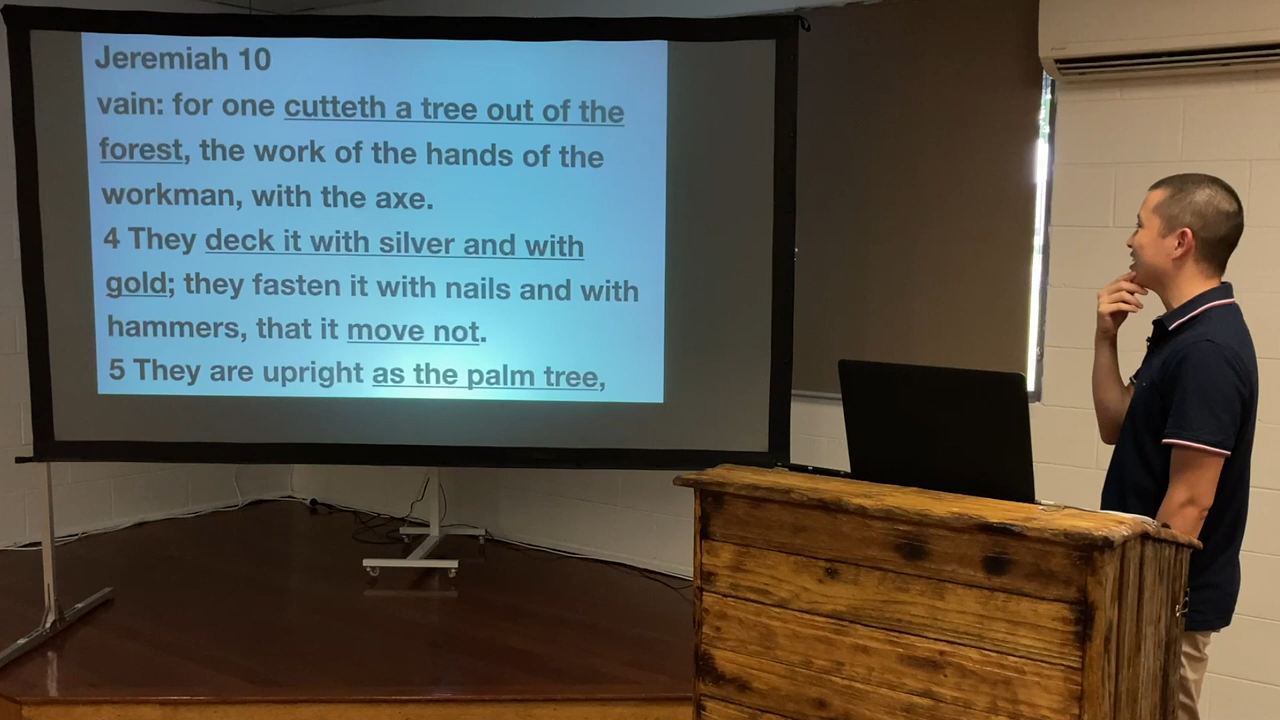 Jeremiah 10
vain: for one cutteth a tree out of the
forest, the work of the hands of the
workman, with the axe.
4 They deck it with silver and with
gold; they fasten it with nails and with
hammers, that it move not.
5 They are upright as the palm tree,